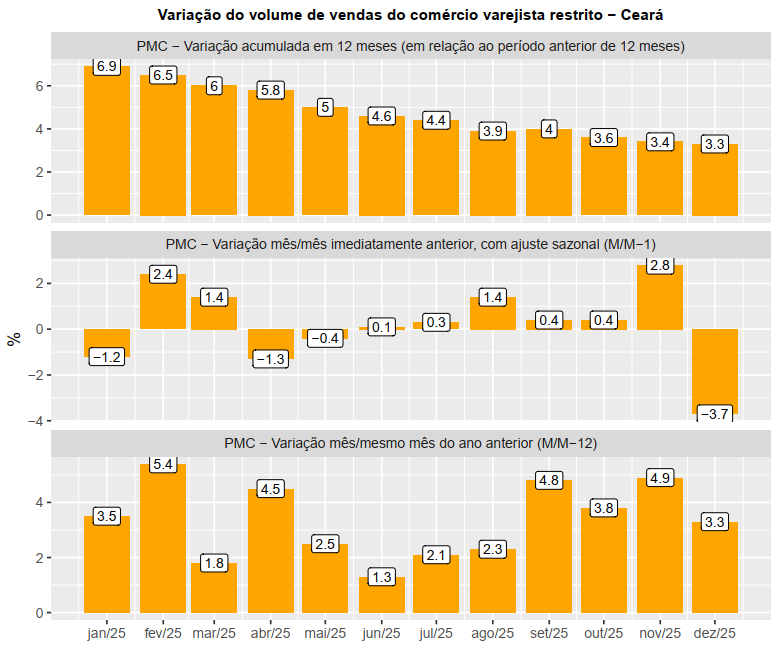 Variação do volume de vendas do comércio varejista restrito − Ceará
PMC − Variação acumulada em 12 meses (em relação ao período anterior de 12 meses)
6.9 6.5 6 5.8 5 4.6 4.4 3.9 4 3.6 3.4 3.3
6
4
2
0
PMC − Variação mês/mês imediatamente anterior, com ajuste sazonal (M/M−1)
−1.2 2.4 1.4 −1.3 −0.4 0.1 0.3 1.4 0.4 0.4 2.8 −3.7
2
0
−2
−4
%
PMC − Variação mês/mesmo mês do ano anterior (M/M−12)
3.5 5.4 1.8 4.5 2.5 1.3 2.1 2.3 4.8 3.8 4.9 3.3
4
2
0
jan/25 fev/25 mar/25 abr/25 mai/25 jun/25 jul/25 ago/25 set/25 out/25 nov/25 dez/25